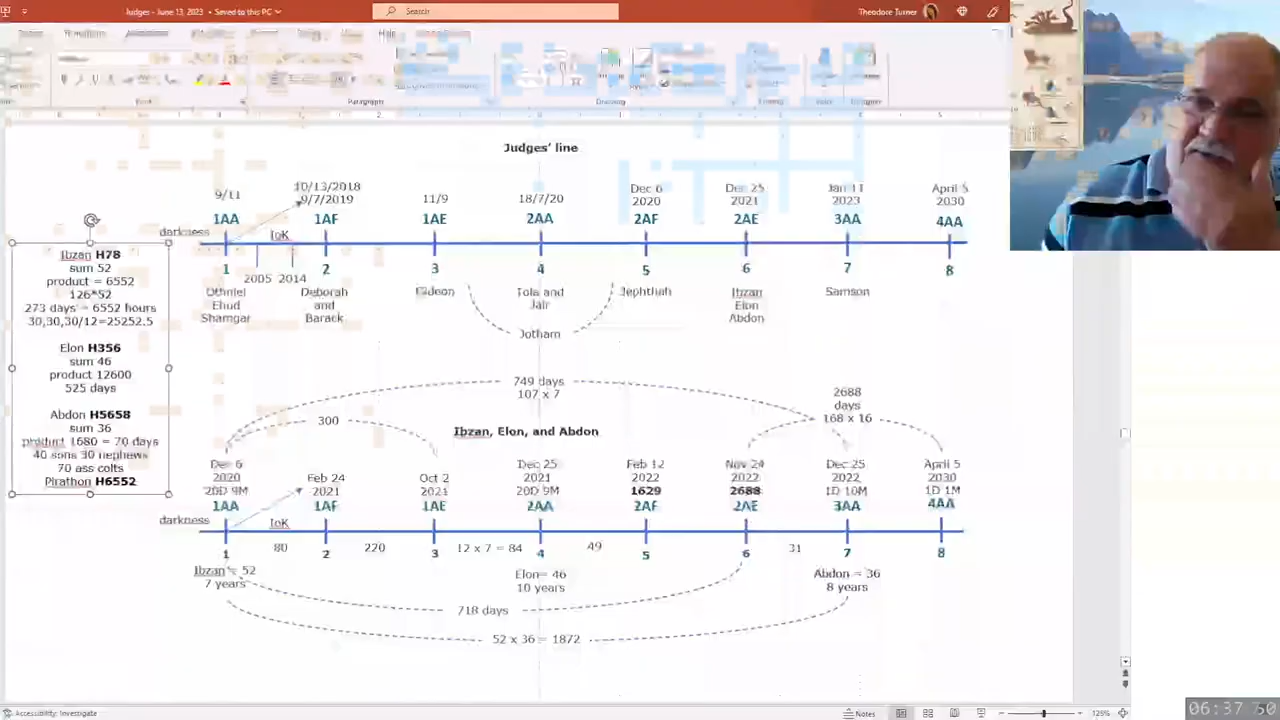 Judges - June 13, 2023 • Saved to this PC
Search
Theodore Turner
Help
Font
Paragraph
Drawing
Judges' line
9/11
10/13/2018
9/7/2019
11/9
18/7/20
Dec 6
2020
Dec 25
2021
Jan 11
2023
April 5
2030
1AA
1AF
1AE
2AA
2AF
2AE
3AA
4AA
darkness
IoK
1
2005
2014
2
3
4
5
6
7
8
Othniel
Ehud
Shamgar
Deborah
and
Barack
Gideon
Tola and
Jair
Jephthah
Ibzan
Elon
Abdon
Samson
Jotham
Ibzan H78
sum 52
product = 6552
126*52
273 days = 6552 hours
30,30,30/12=25252.5
Elon H356
sum 46
product 12600
525 days
Abdon H5658
sum 36
product 1680 = 70 days
40 sons 30 nephews
70 ass colts
Pirathon H6552
749 days
107 x 7
2688
days
168 x 16
300
Ibzan, Elon, and Abdon
Dec 6
2020
20D 9M
1AA
Feb 24
2021
1AF
Oct 2
2021
1AE
Dec 25
2021
20D 9M
2AA
Feb 12
2022
1629
2AF
Nov 24
2022
2688
2AE
Dec 25
2022
1D 10M
3AA
April 5
2030
1D 1M
4AA
darkness
IoK
80
220
12 x 7 = 84
49
31
1
2
3
4
5
6
7
8
Ibzan = 52
7 years
Elon= 46
10 years
Abdon = 36
8 years
718 days
52 x 36 = 1872
Accessibility: Investigate
Notes
125%
06:37
50